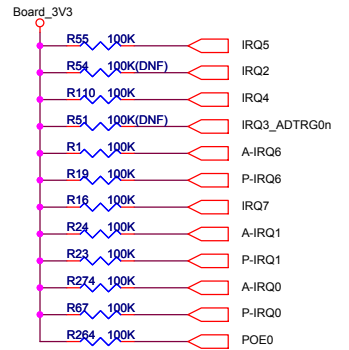 Board_3V3
R55 100K IRQ5
R54 100K(DNF) IRQ2
R110 100K IRQ4
R51 100K(DNF) IRQ3_ADTRG0n
R1 100K A-IRQ6
R19 100K P-IRQ6
R16 100K IRQ7
R24 100K A-IRQ1
R23 100K P-IRQ1
R274 100K A-IRQ0
R67 100K P-IRQ0
R264 100K POE0